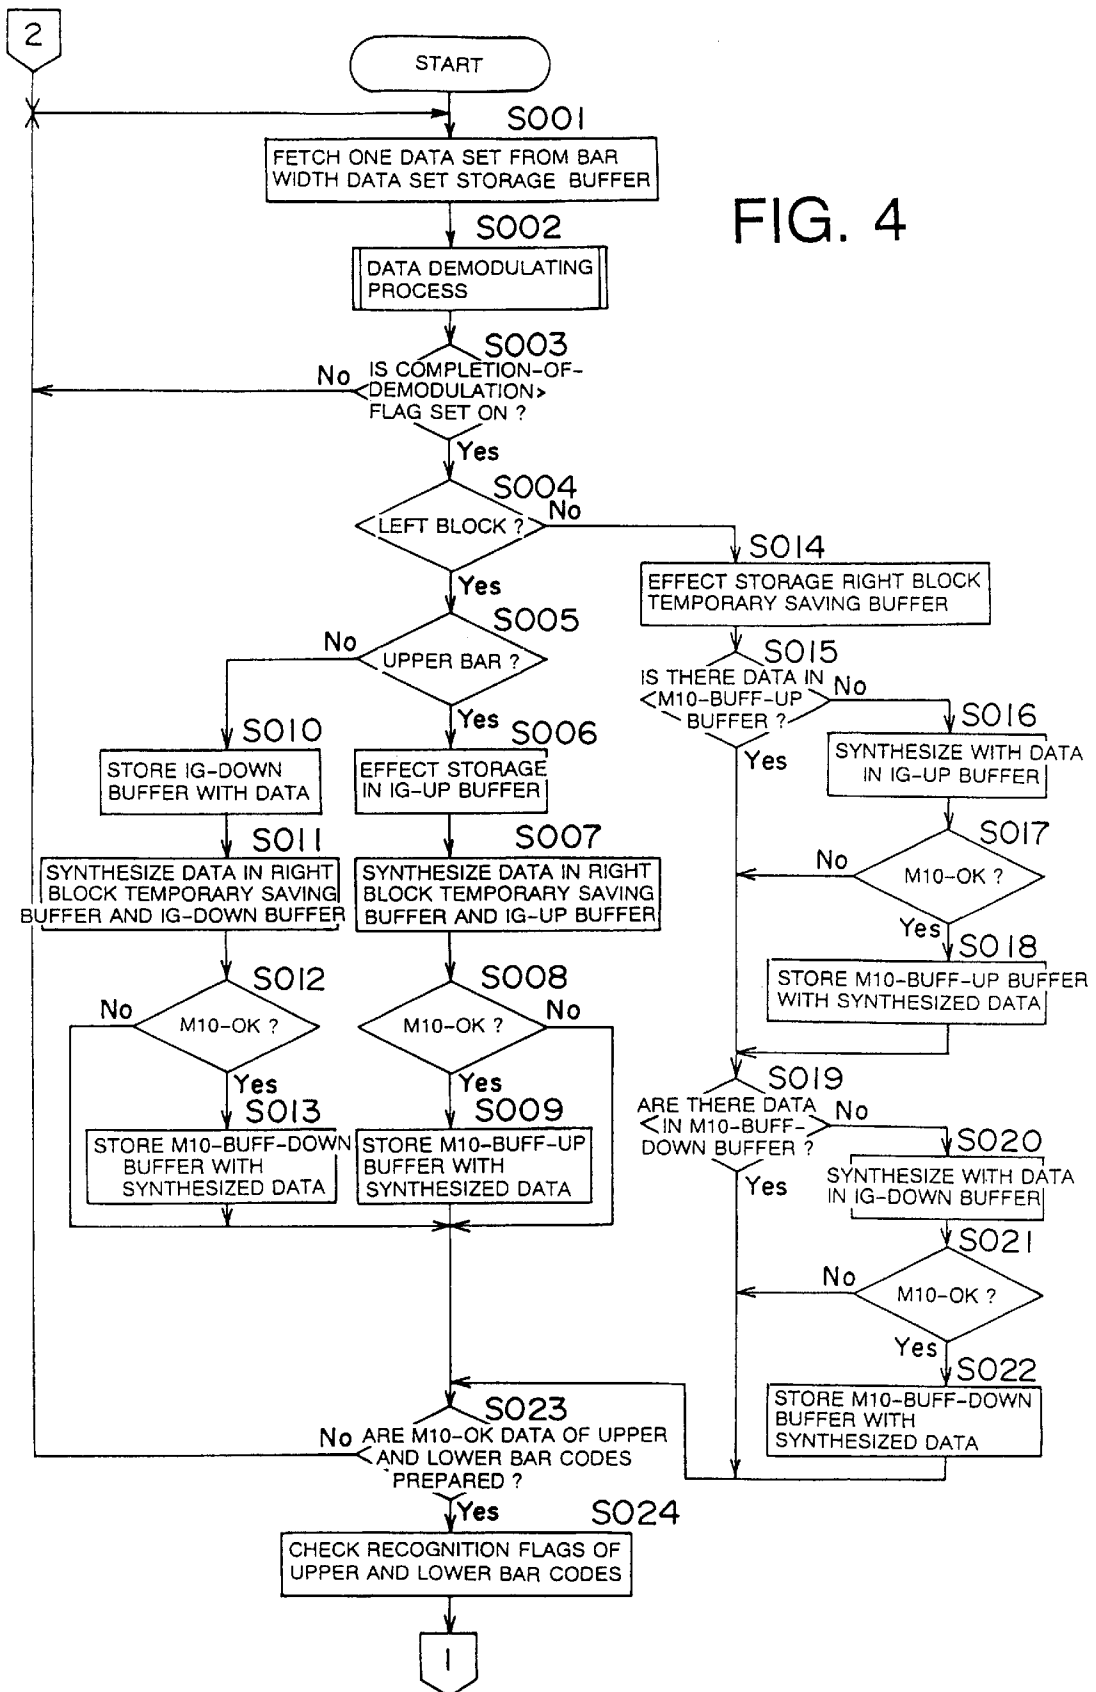 2
START
S001
FETCH ONE DATA SET FROM BAR
WIDTH DATA SET STORAGE BUFFER
FIG. 4
S002
DATA DEMODULATING
PROCESS
S003
IS COMPLETION-OF-
DEMODULATION
FLAG SET ON ?
No
Yes
S004
LEFT BLOCK ?
No
Yes
S005
UPPER BAR ?
No
Yes
S006
EFFECT STORAGE
IN IG-UP BUFFER
S007
SYNTHESIZE DATA IN RIGHT
BLOCK TEMPORARY SAVING
BUFFER AND IG-UP BUFFER
S008
M10-OK ?
No
Yes
S009
STORE M10-BUFF-UP
BUFFER WITH
SYNTHESIZED DATA
S010
STORE IG-DOWN
BUFFER WITH DATA
S011
SYNTHESIZE DATA IN RIGHT
BLOCK TEMPORARY SAVING
BUFFER AND IG-DOWN BUFFER
S012
M10-OK ?
No
Yes
S013
STORE M10-BUFF-DOWN
BUFFER WITH
SYNTHESIZED DATA
S014
EFFECT STORAGE RIGHT BLOCK
TEMPORARY SAVING BUFFER
S015
IS THERE DATA IN
M10-BUFF-UP
BUFFER ?
No
Yes
S016
SYNTHESIZE WITH DATA
IN IG-UP BUFFER
S017
M10-OK ?
No
Yes
S018
STORE M10-BUFF-UP BUFFER
WITH SYNTHESIZED DATA
S019
ARE THERE DATA
IN M10-BUFF-
DOWN BUFFER ?
No
Yes
S020
SYNTHESIZE WITH DATA
IN IG-DOWN BUFFER
S021
M10-OK ?
No
Yes
S022
STORE M10-BUFF-DOWN
BUFFER WITH
SYNTHESIZED DATA
S023
ARE M10-OK DATA OF UPPER
AND LOWER BAR CODES
PREPARED ?
No
Yes
S024
CHECK RECOGNITION FLAGS OF
UPPER AND LOWER BAR CODES
1